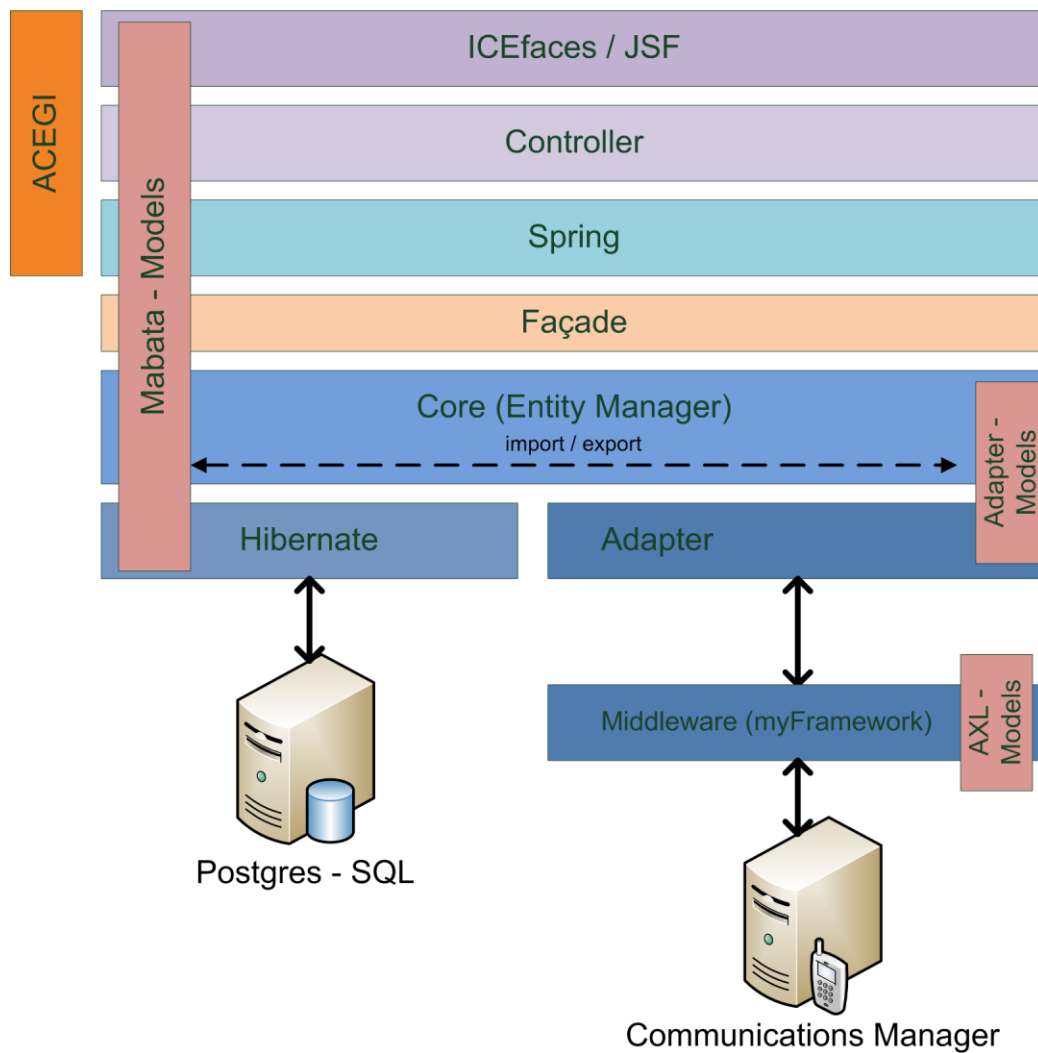 ACEGI
Mabata - Models
ICEfaces / JSF
Controller
Spring
Façade
Core (Entity Manager)
import / export
Adapter -
Models
Hibernate
Adapter
Middleware (myFramework)
AXL -
Models
Postgres - SQL
Communications Manager